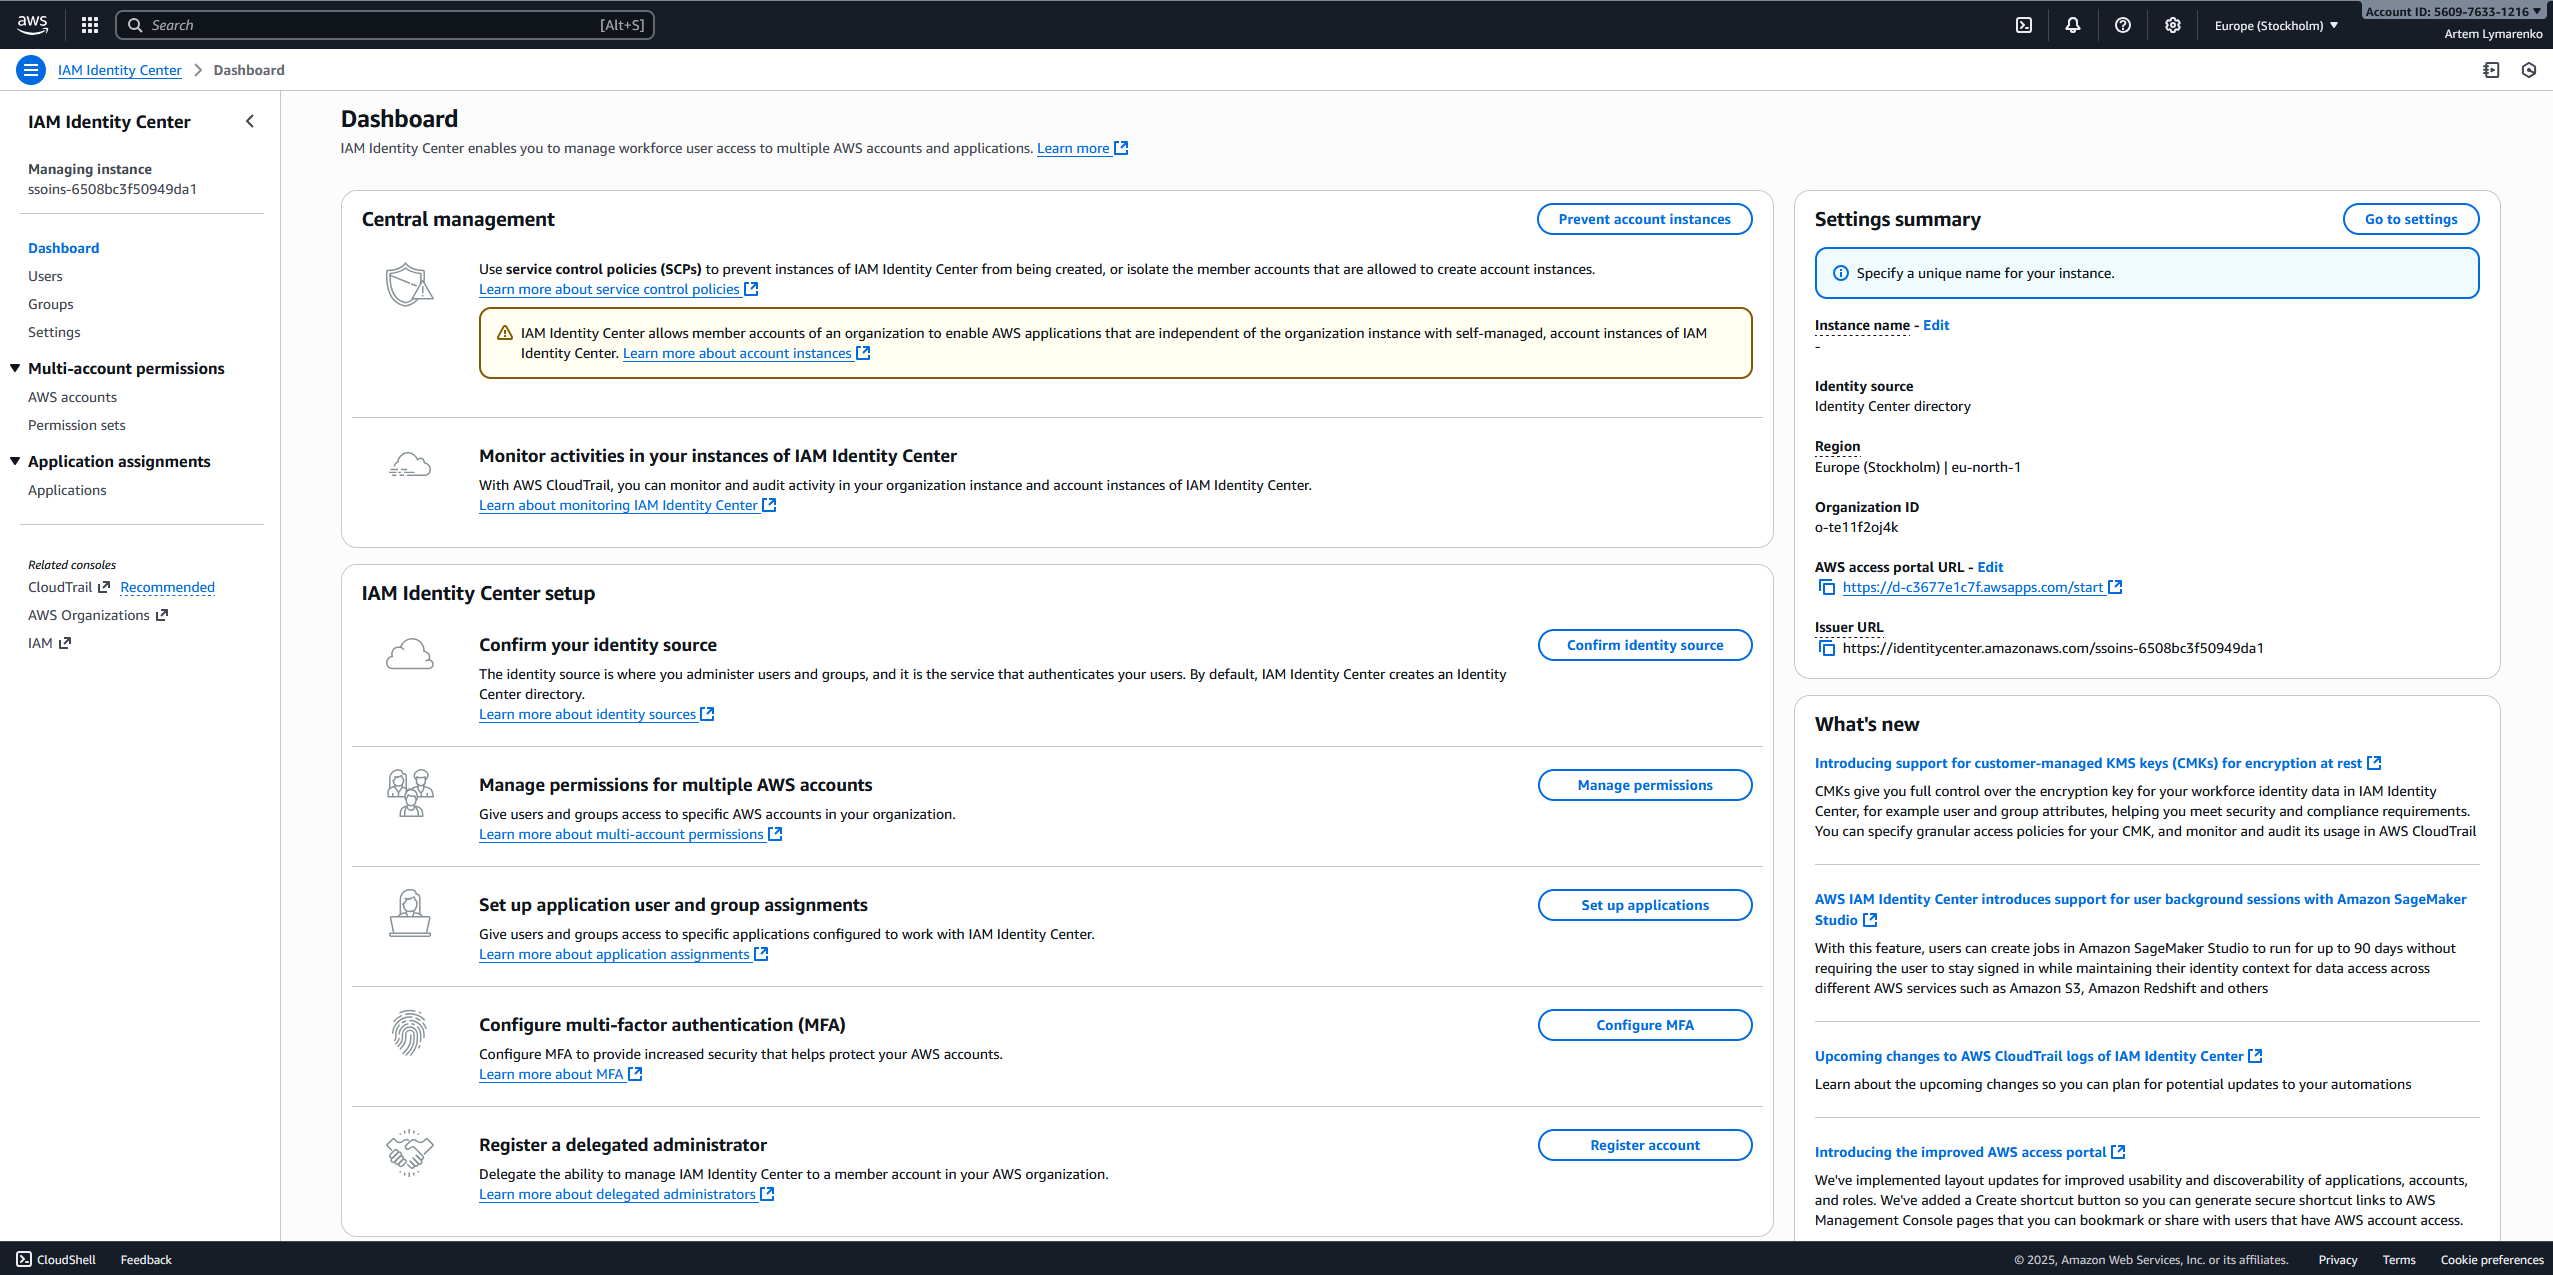 aws
Search [Alt+S]
Europe (Stockholm)
Account ID: 5609-7633-1216
Artem Lymarenko
IAM Identity Center
Dashboard
IAM Identity Center
Managing instance
ssoins-6508bc3f50949da1
Dashboard
Users
Groups
Settings
Multi-account permissions
AWS accounts
Permission sets
Application assignments
Applications
Related consoles
CloudTrail Recommended
AWS Organizations
IAM
Dashboard
IAM Identity Center enables you to manage workforce user access to multiple AWS accounts and applications. Learn more
Central management
Prevent account instances
Use service control policies (SCPs) to prevent instances of IAM Identity Center from being created, or isolate the member accounts that are allowed to create account instances.
Learn more about service control policies
IAM Identity Center allows member accounts of an organization to enable AWS applications that are independent of the organization instance with self-managed, account instances of IAM
Identity Center. Learn more about account instances
Monitor activities in your instances of IAM Identity Center
With AWS CloudTrail, you can monitor and audit activity in your organization instance and account instances of IAM Identity Center.
Learn about monitoring IAM Identity Center
IAM Identity Center setup
Confirm your identity source
Confirm identity source
The identity source is where you administer users and groups, and it is the service that authenticates your users. By default, IAM Identity Center creates an Identity
Center directory.
Learn more about identity sources
Manage permissions for multiple AWS accounts
Manage permissions
Give users and groups access to specific AWS accounts in your organization.
Learn more about multi-account permissions
Set up application user and group assignments
Set up applications
Give users and groups access to specific applications configured to work with IAM Identity Center.
Learn more about application assignments
Configure multi-factor authentication (MFA)
Configure MFA
Configure MFA to provide increased security that helps protect your AWS accounts.
Learn more about MFA
Register a delegated administrator
Register account
Delegate the ability to manage IAM Identity Center to a member account in your AWS organization.
Learn more about delegated administrators
Settings summary
Go to settings
Specify a unique name for your instance.
Instance name - Edit
-
Identity source
Identity Center directory
Region
Europe (Stockholm) | eu-north-1
Organization ID
o-te11f2oj4k
AWS access portal URL - Edit
https://d-c3677e1c7f.awsapps.com/start
Issuer URL
https://identitycenter.amazonaws.com/ssoins-6508bc3f50949da1
What's new
Introducing support for customer-managed KMS keys (CMKs) for encryption at rest
CMKs give you full control over the encryption key for your workforce identity data in IAM Identity
Center, for example user and group attributes, helping you meet security and compliance requirements.
You can specify granular access policies for your CMK, and monitor and audit its usage in AWS CloudTrail
AWS IAM Identity Center introduces support for user background sessions with Amazon SageMaker
Studio
With this feature, users can create jobs in Amazon SageMaker Studio to run for up to 90 days without
requiring the user to stay signed in while maintaining their identity context for data access across
different AWS services such as Amazon S3, Amazon Redshift and others
Upcoming changes to AWS CloudTrail logs of IAM Identity Center
Learn about the upcoming changes so you can plan for potential updates to your automations
Introducing the improved AWS access portal
We've implemented layout updates for improved usability and discoverability of applications, accounts,
and roles. We've added a Create shortcut button so you can generate secure shortcut links to AWS
Management Console pages that you can bookmark or share with users that have AWS account access.
CloudShell
Feedback
© 2025, Amazon Web Services, Inc. or its affiliates.
Privacy
Terms
Cookie preferences